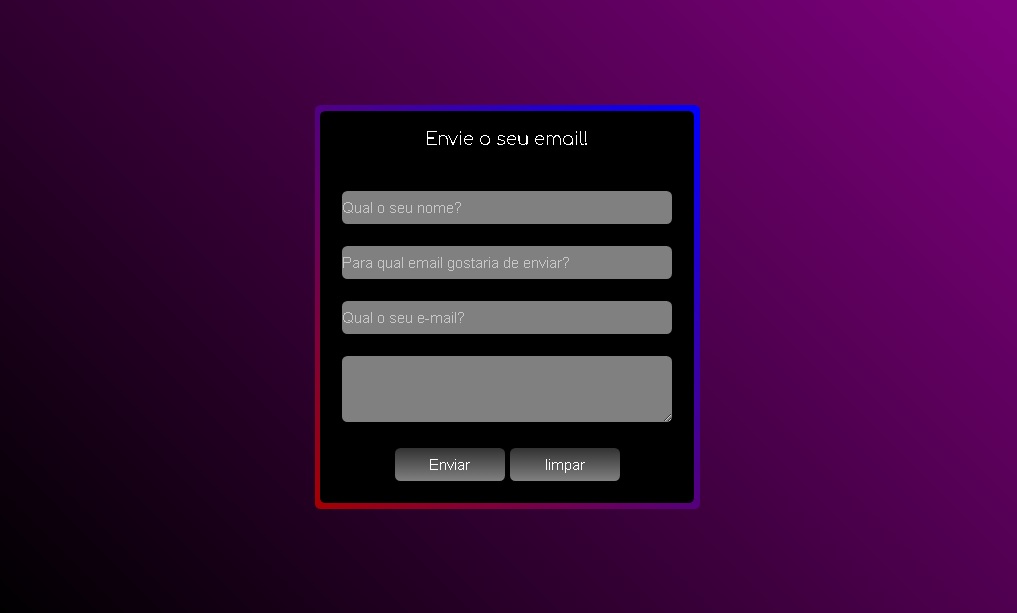 Envie o seu email!
Qual o seu nome?
Para qual email gostaria de enviar?
Qual o seu e-mail?
Enviar limpar